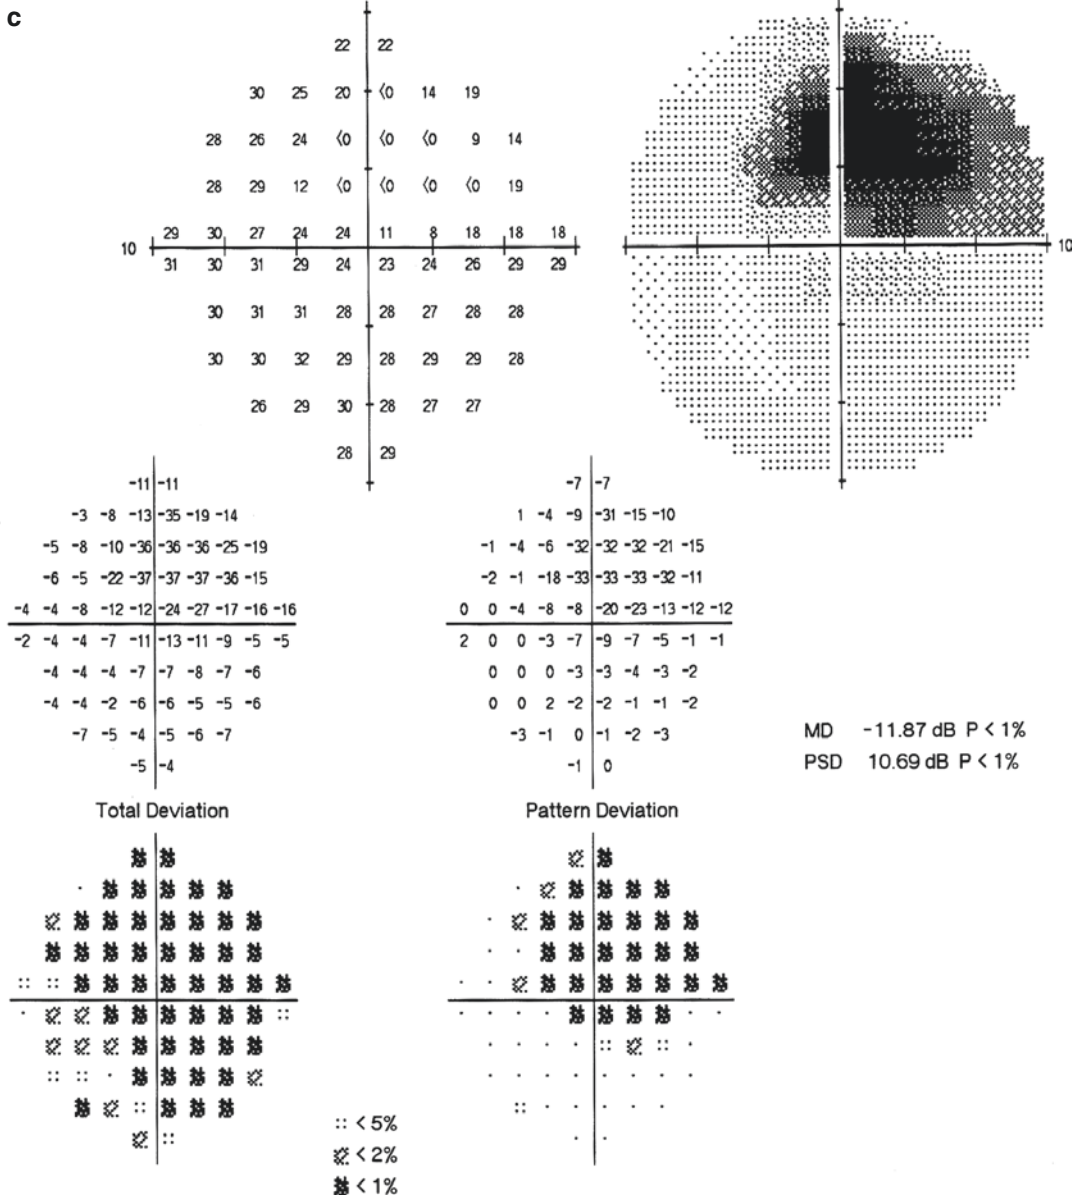 c
22 22
30 25 20 ⟨0 14 19
28 26 24 ⟨0 ⟨0 ⟨0 9 14
28 29 12 ⟨0 ⟨0 ⟨0 ⟨0 19
29 30 27 24 24 11 8 18 18 18
10
31 30 31 29 24 23 24 26 29 29
30 31 31 28 28 27 28 28
30 30 32 29 28 29 29 28
26 29 30 28 27 27
28 29
10
-11 -11
-3 -8 -13 -35 -19 -14
-5 -8 -10 -36 -36 -36 -25 -19
-6 -5 -22 -37 -37 -37 -36 -15
-4 -4 -8 -12 -12 -24 -27 -17 -16 -16
-2 -4 -4 -7 -11 -13 -11 -9 -5 -5
-4 -4 -4 -7 -7 -8 -7 -6
-4 -4 -2 -6 -6 -5 -5 -6
-7 -5 -4 -5 -6 -7
-5 -4
Total Deviation
-7 -7
1 -4 -9 -31 -15 -10
-1 -4 -6 -32 -32 -32 -21 -15
-2 -1 -18 -33 -33 -33 -32 -11
0 0 -4 -8 -8 -20 -23 -13 -12 -12
2 0 0 -3 -7 -9 -7 -5 -1 -1
0 0 0 -3 -3 -4 -3 -2
0 0 2 -2 -2 -1 -1 -2
-3 -1 0 -1 -2 -3
-1 0
Pattern Deviation
MD -11.87 dB P < 1%
PSD 10.69 dB P < 1%
< 5%
< 2%
< 1%